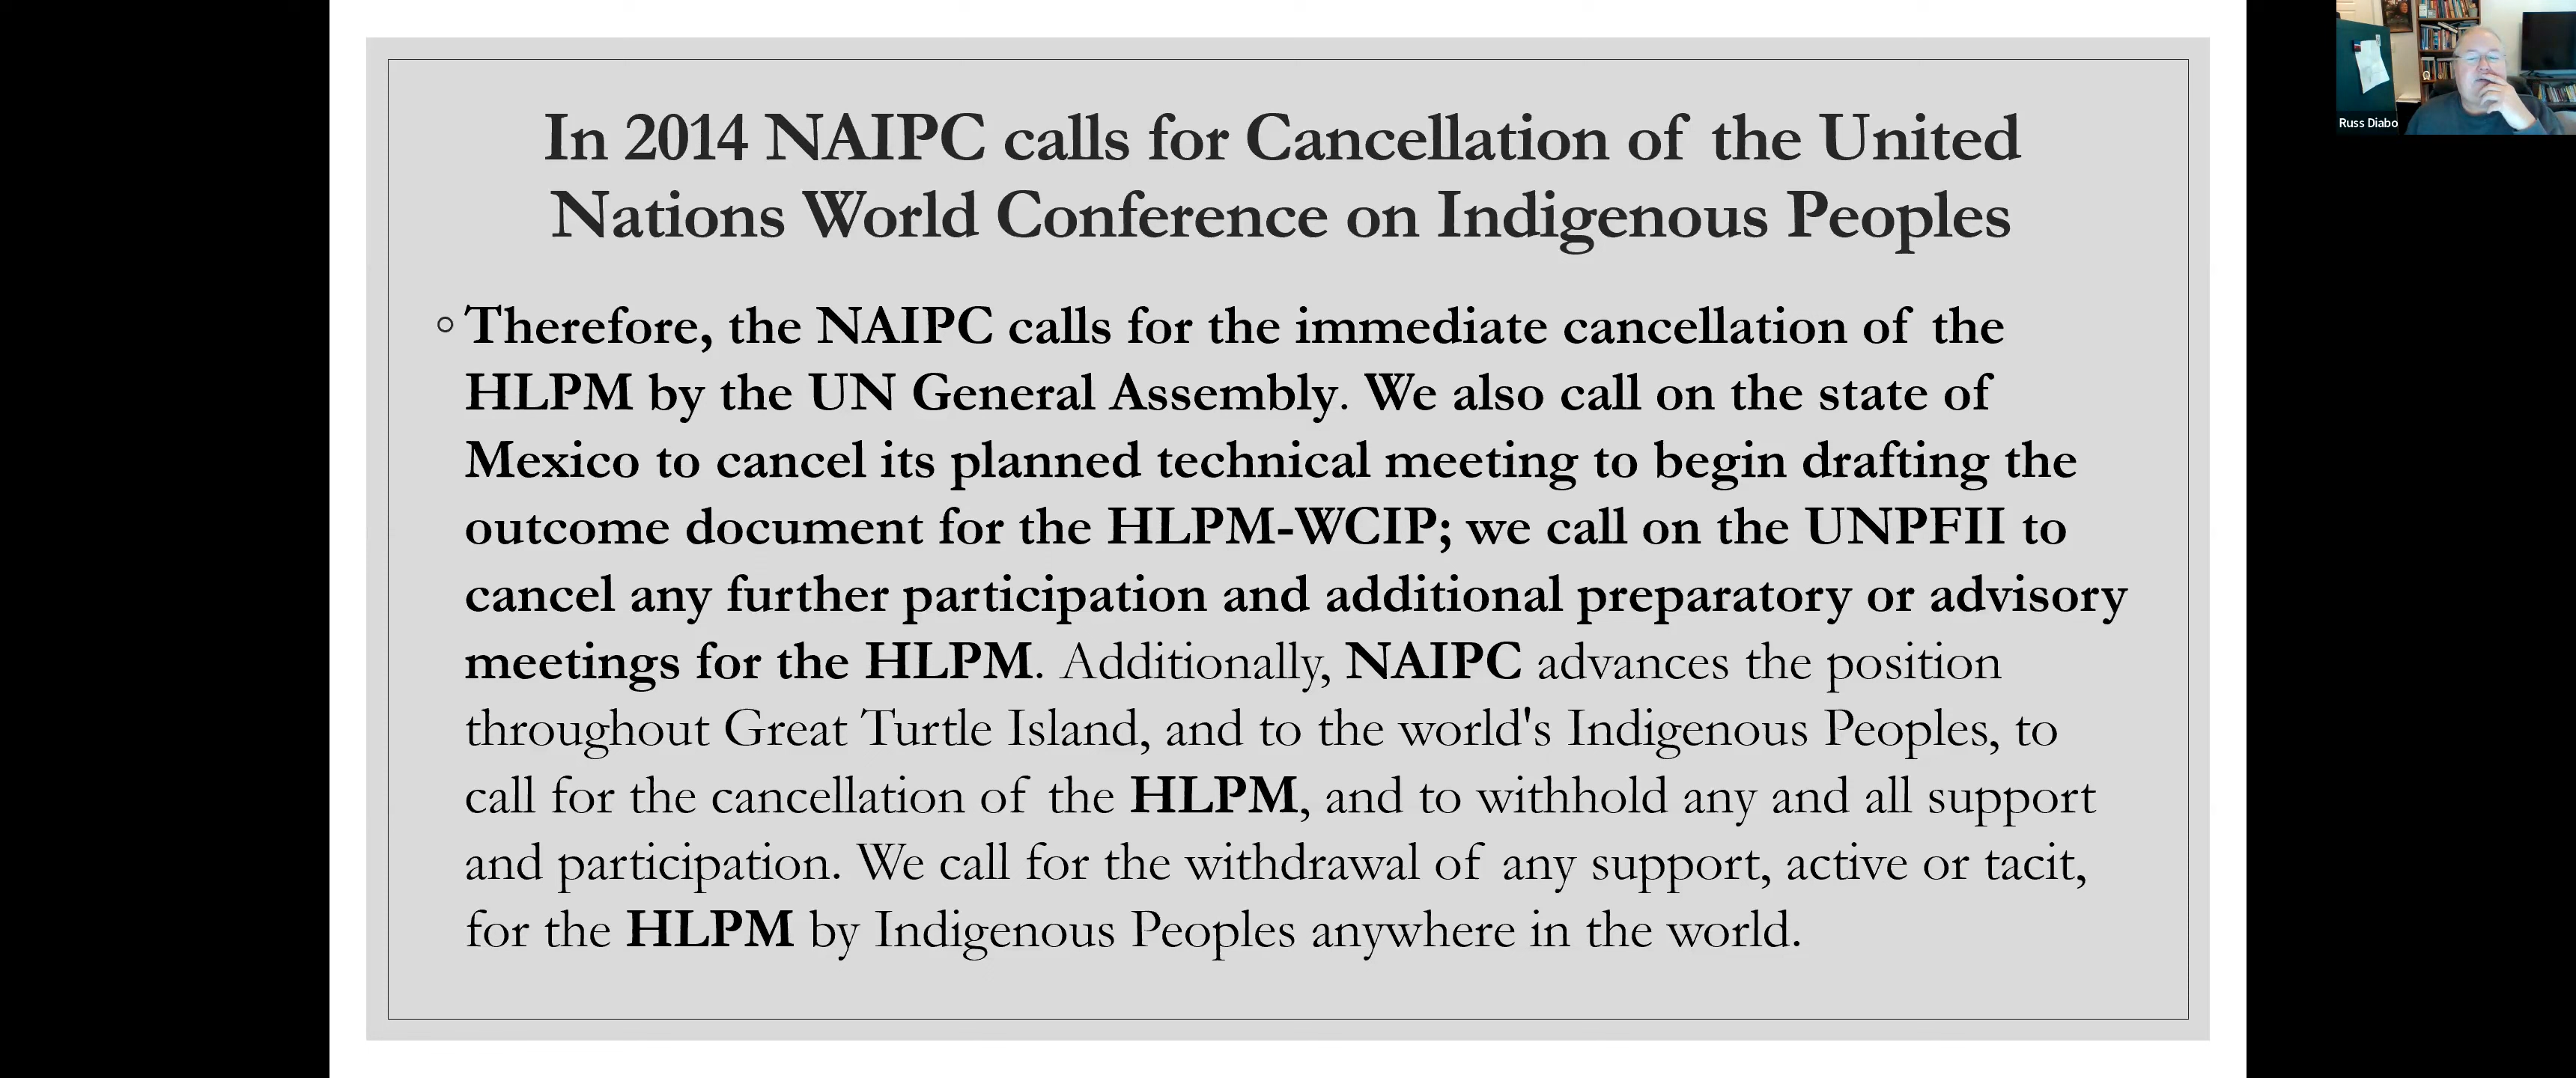 In 2014 NAIPC calls for Cancellation of the United
Nations World Conference on Indigenous Peoples
Therefore, the NAIPC calls for the immediate cancellation of the
HLPM by the UN General Assembly. We also call on the state of
Mexico to cancel its planned technical meeting to begin drafting the
outcome document for the HLPM-WCIP; we call on the UNPFII to
cancel any further participation and additional preparatory or advisory
meetings for the HLPM. Additionally, NAIPC advances the position
throughout Great Turtle Island, and to the world's Indigenous Peoples, to
call for the cancellation of the HLPM, and to withhold any and all support
and participation. We call for the withdrawal of any support, active or tacit,
for the HLPM by Indigenous Peoples anywhere in the world.
Russ Diabo